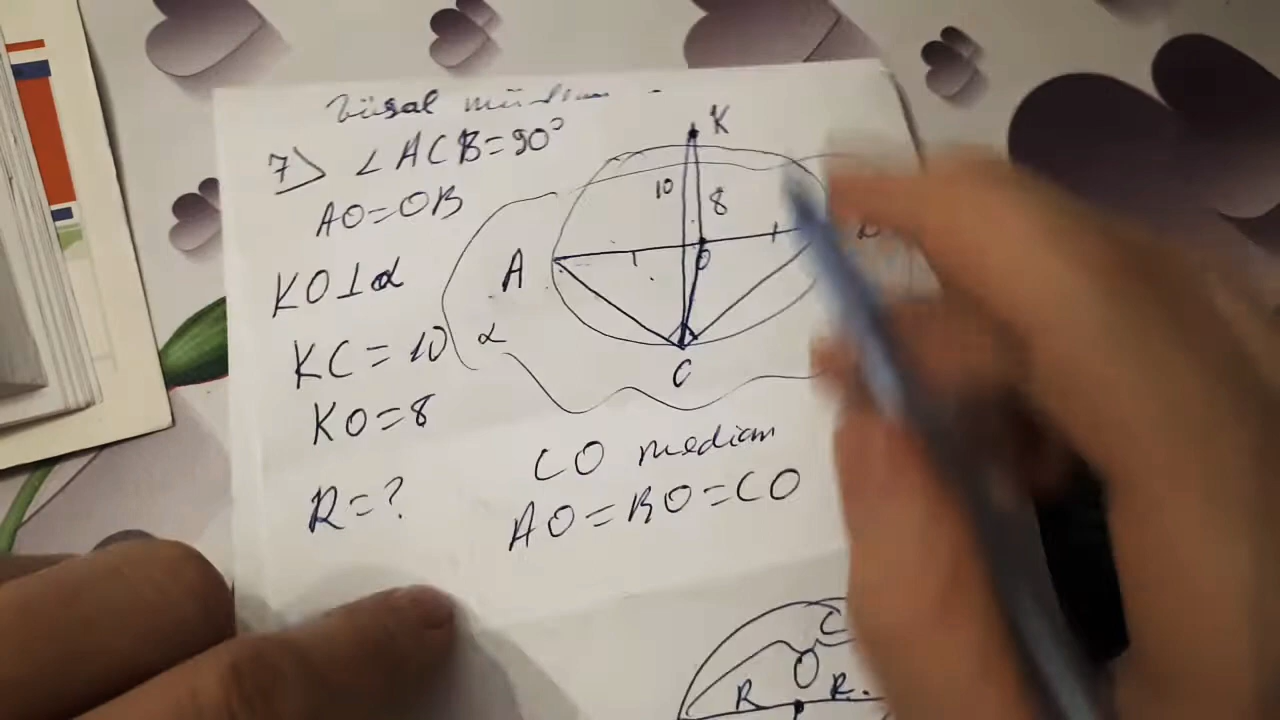 7) ∠ACB=90°
AO=OB
KO⊥α
KC=10
KO=8
R=?
K
10
8
A
O
α
C
CO median
AO=BO=CO
C
O
R
R